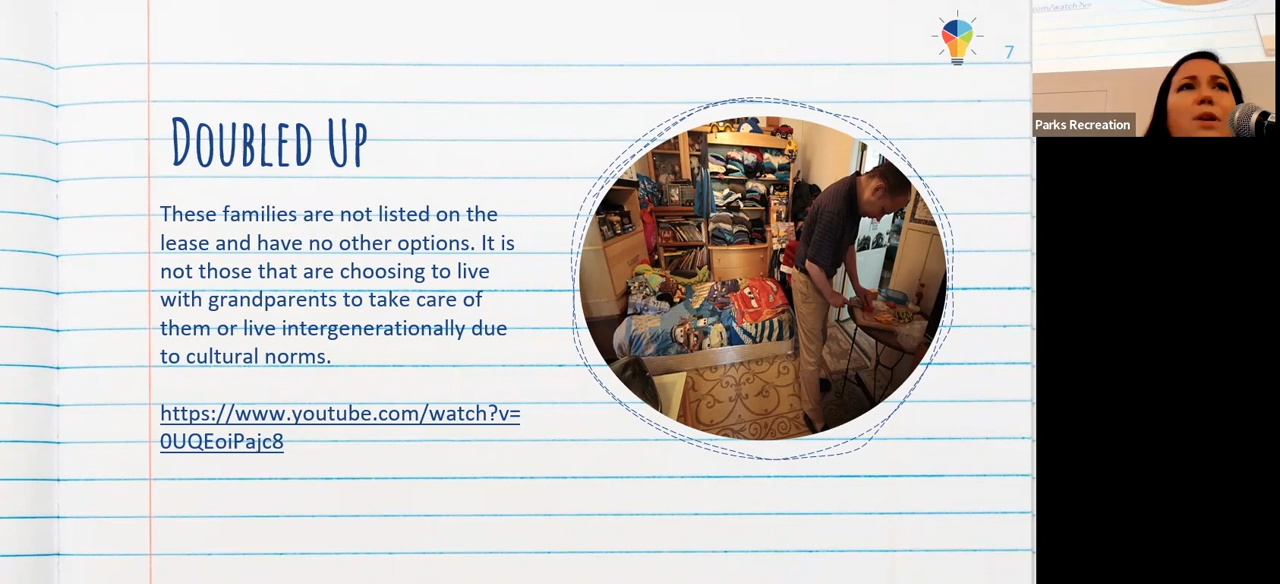 7
Doubled Up
These families are not listed on the
lease and have no other options. It is
not those that are choosing to live
with grandparents to take care of
them or live intergenerationally due
to cultural norms.
https://www.youtube.com/watch?v=
0UQEoiPajc8
com/watch?v=
Parks Recreation